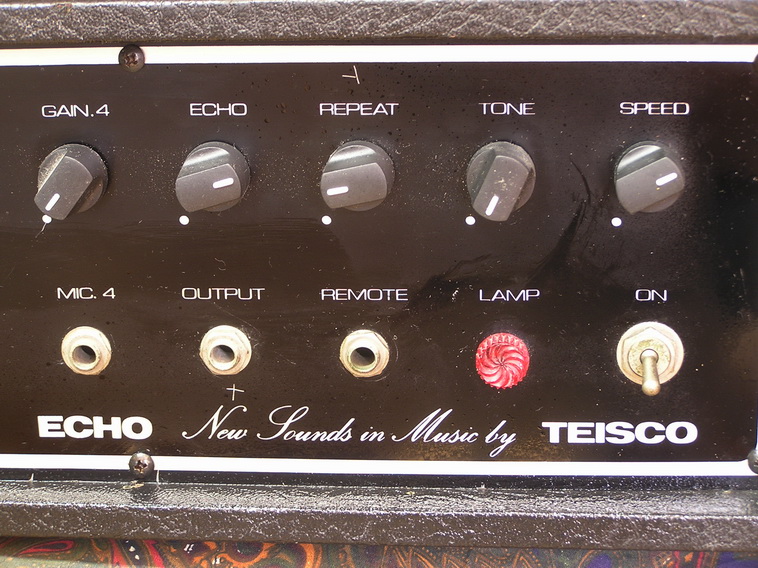 GAIN.4 ECHO REPEAT TONE SPEED
MIC. 4 OUTPUT REMOTE LAMP ON
ECHO New Sounds in Music by TEISCO